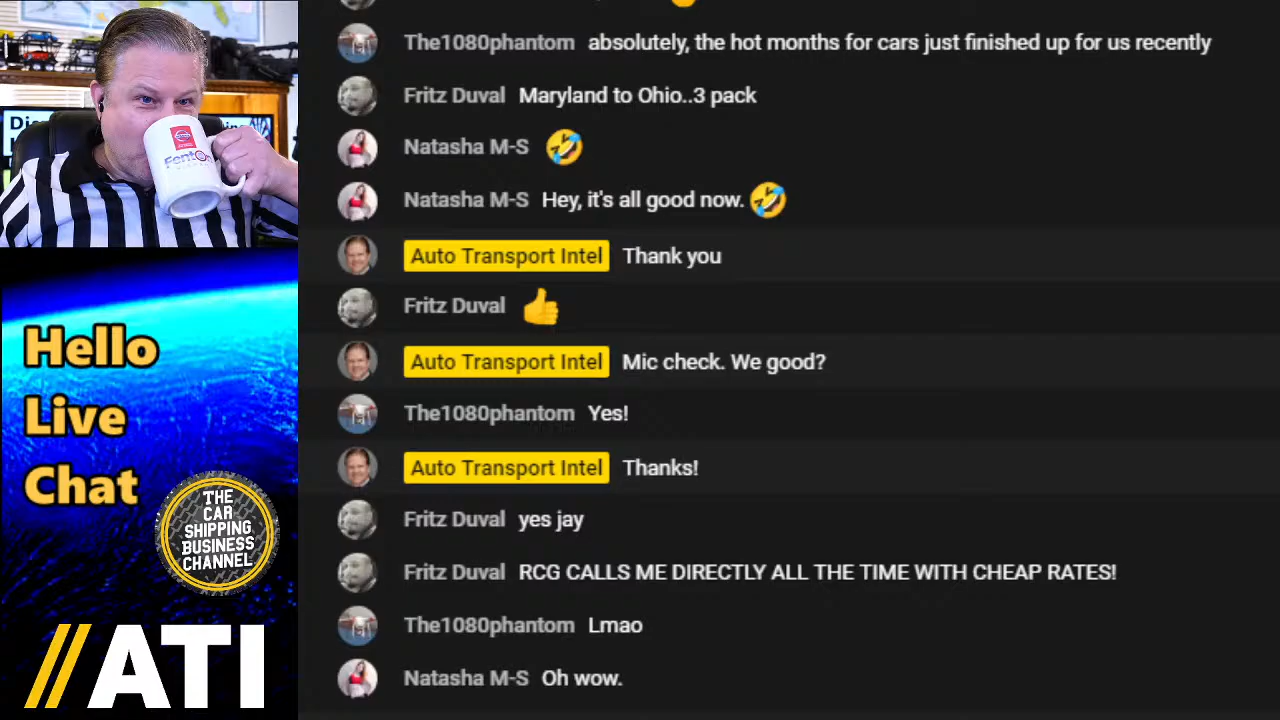 The1080phantom absolutely, the hot months for cars just finished up for us recently
Fritz Duval Maryland to Ohio..3 pack
Natasha M-S 🤣
Natasha M-S Hey, it's all good now. 🤣
Auto Transport Intel Thank you
Fritz Duval 👍
Auto Transport Intel Mic check. We good?
The1080phantom Yes!
Auto Transport Intel Thanks!
Fritz Duval yes jay
Fritz Duval RCG CALLS ME DIRECTLY ALL THE TIME WITH CHEAP RATES!
The1080phantom Lmao
Natasha M-S Oh wow.
Hello
Live
Chat
THE
CAR
SHIPPING
BUSINESS
CHANNEL
//ATI